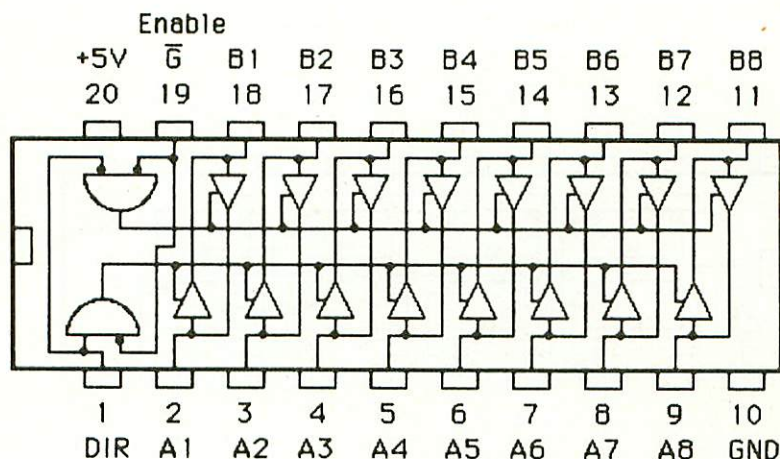 Enable
+5V G̅ B1 B2 B3 B4 B5 B6 B7 B8
20 19 18 17 16 15 14 13 12 11
1 2 3 4 5 6 7 8 9 10
DIR A1 A2 A3 A4 A5 A6 A7 A8 GND